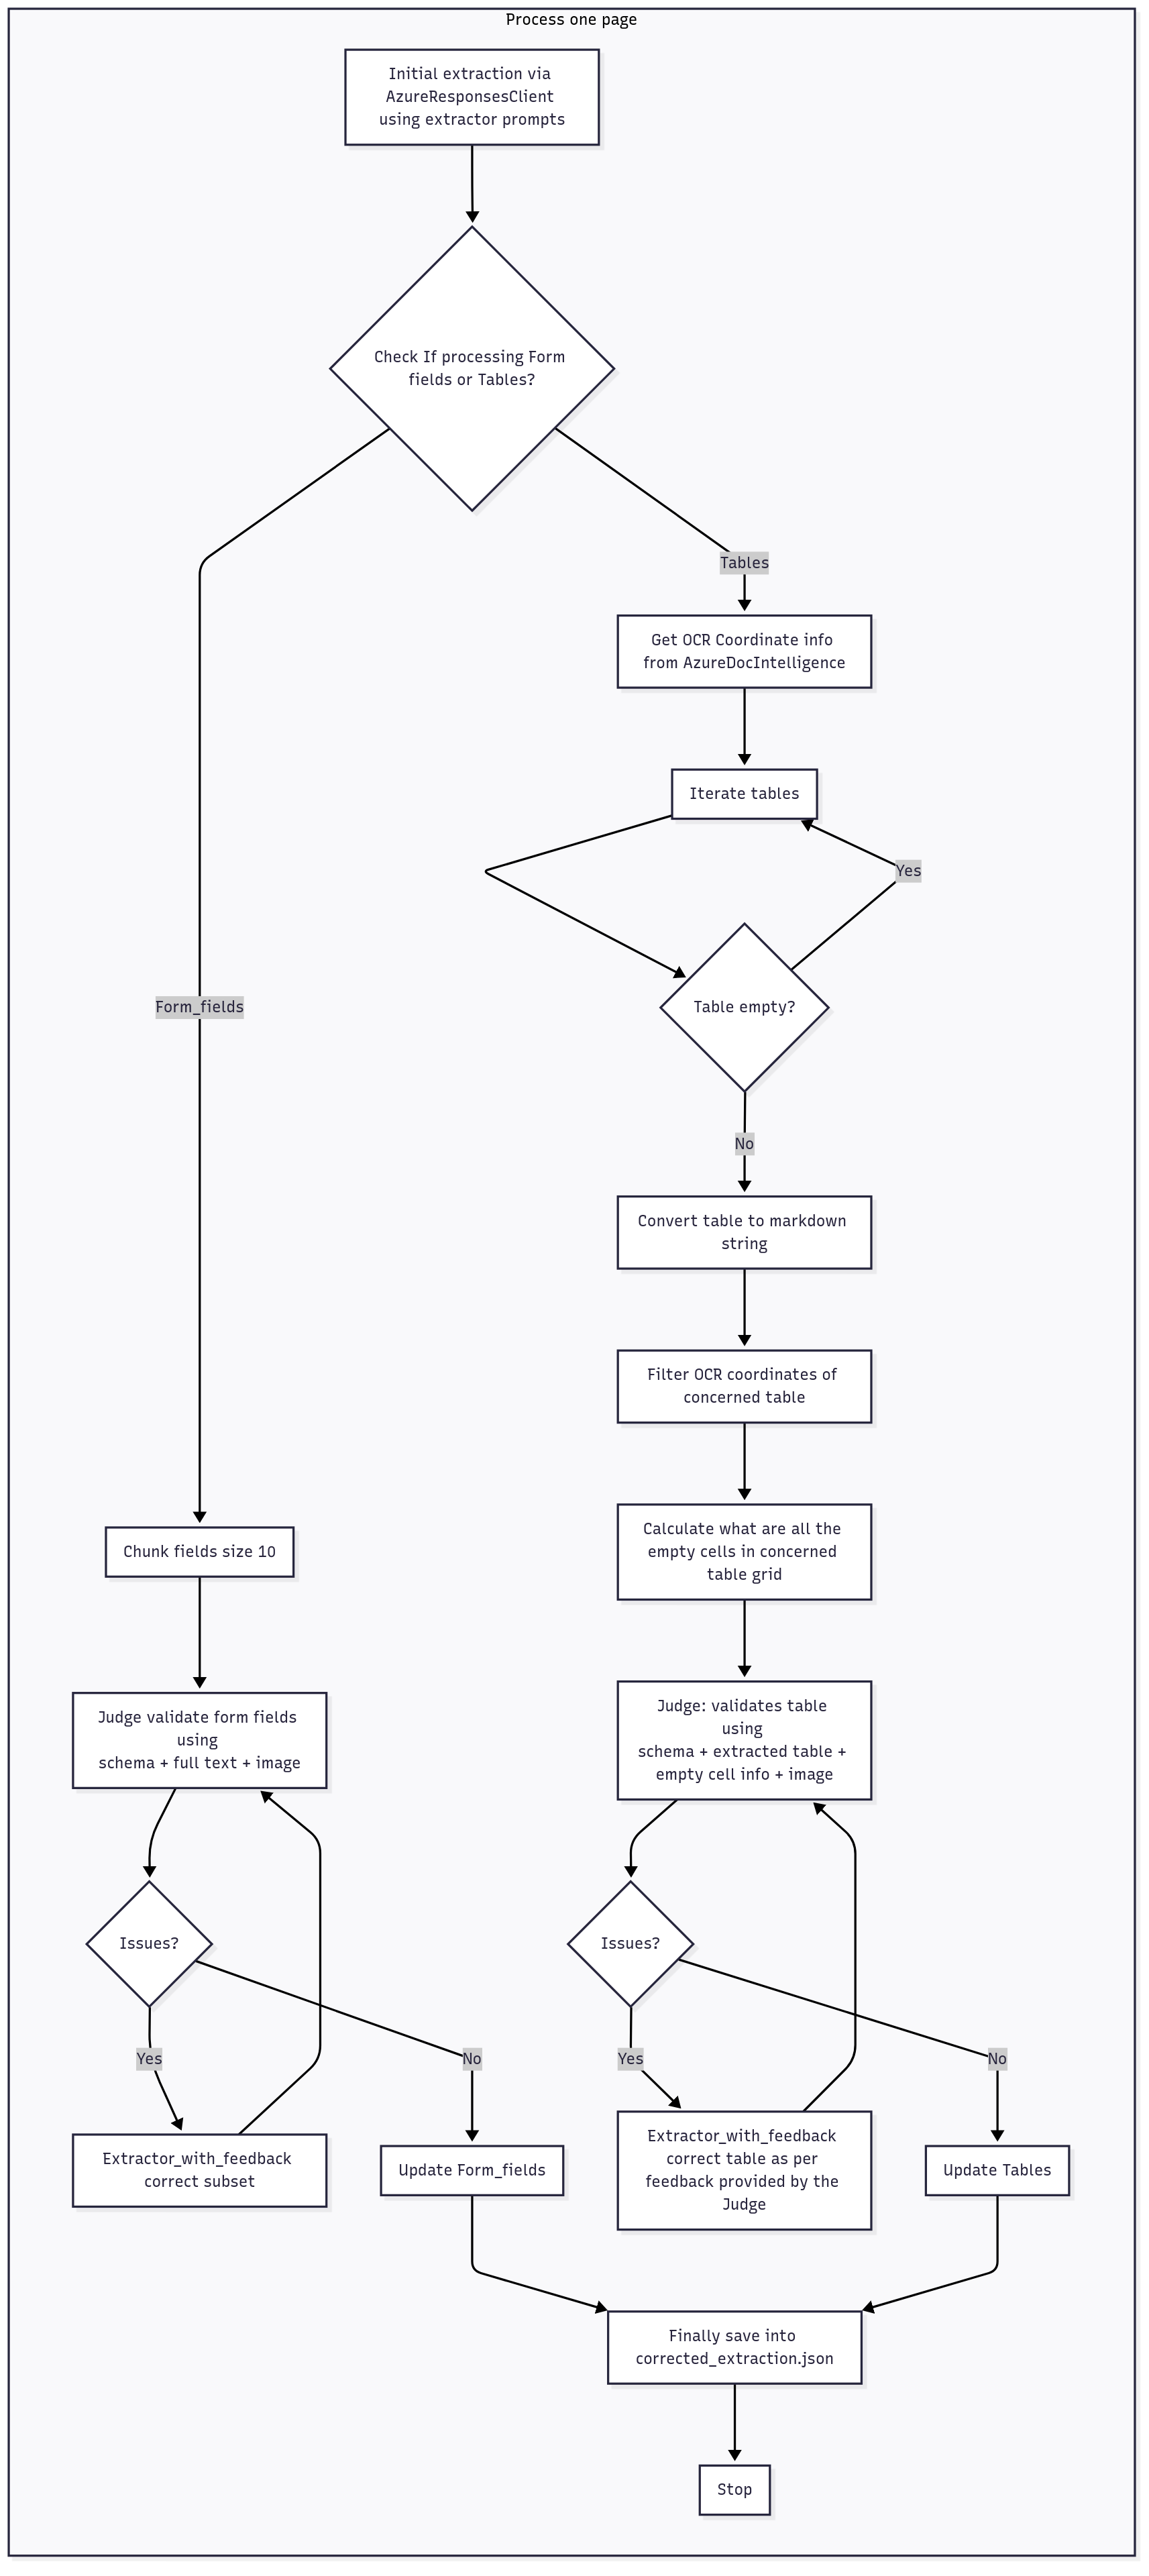 Process one page
Initial extraction via
AzureResponsesClient
using extractor prompts
Check If processing Form
fields or Tables?
Tables
Get OCR Coordinate info
from AzureDocIntelligence
Iterate tables
Yes
Table empty?
Form_fields
No
Convert table to markdown
string
Filter OCR coordinates of
concerned table
Calculate what are all the
empty cells in concerned
table grid
Chunk fields size 10
Judge validate form fields
using
schema + full text + image
Judge: validates table
using
schema + extracted table +
empty cell info + image
Issues?
Issues?
Yes
No
Yes
No
Extractor_with_feedback
correct subset
Update Form_fields
Extractor_with_feedback
correct table as per
feedback provided by the
Judge
Update Tables
Finally save into
corrected_extraction.json
Stop